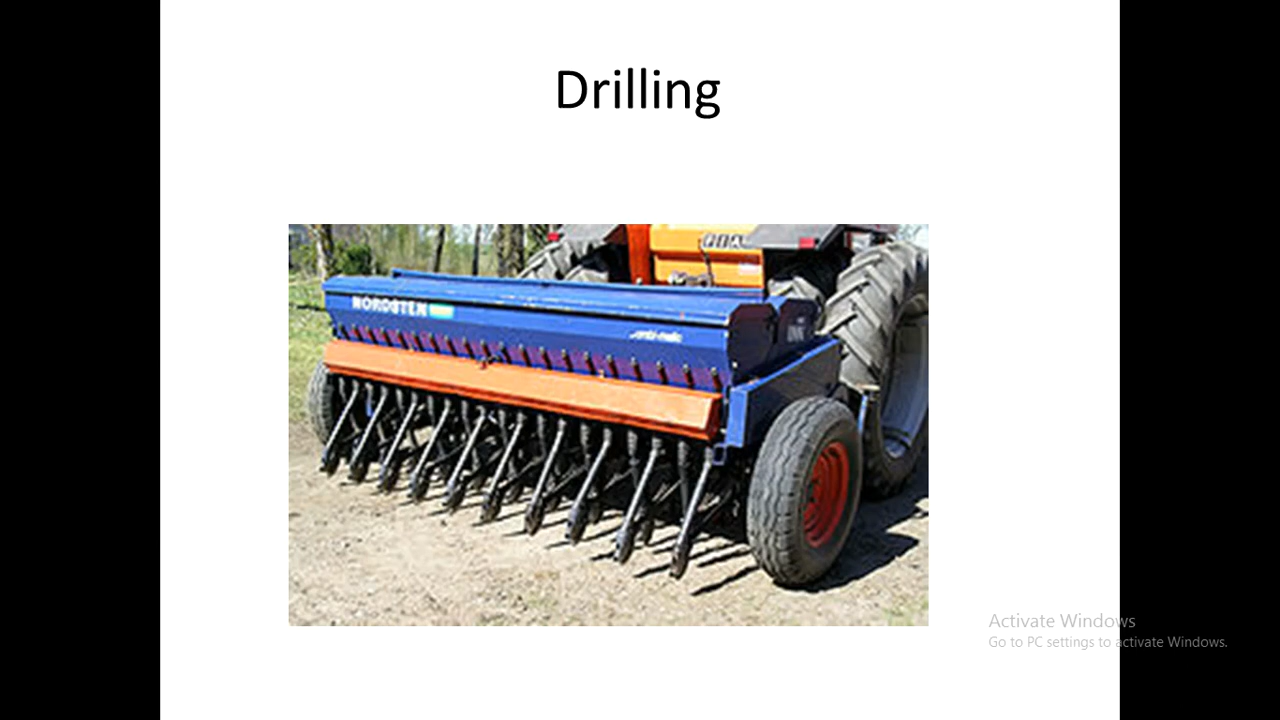 Drilling
NORDSTEN
Activate Windows
Go to PC settings to activate Windows.